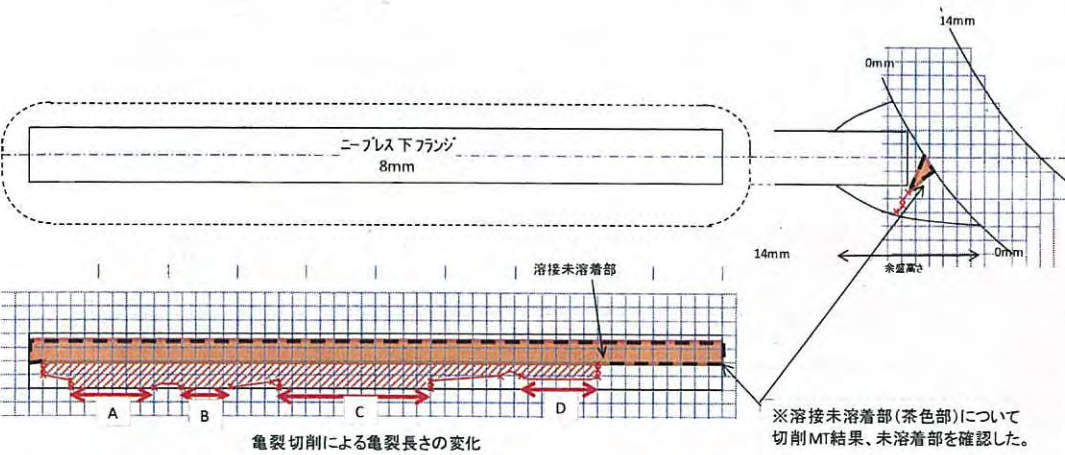 14mm
0mm
ニーブレス 下 フランジ
8mm
14mm
余盛高さ
0mm
溶接未溶着部
A
B
C
D
※溶接未溶着部(茶色部)について
切削MT結果、未溶着部を確認した。
亀裂切削による亀裂長さの変化